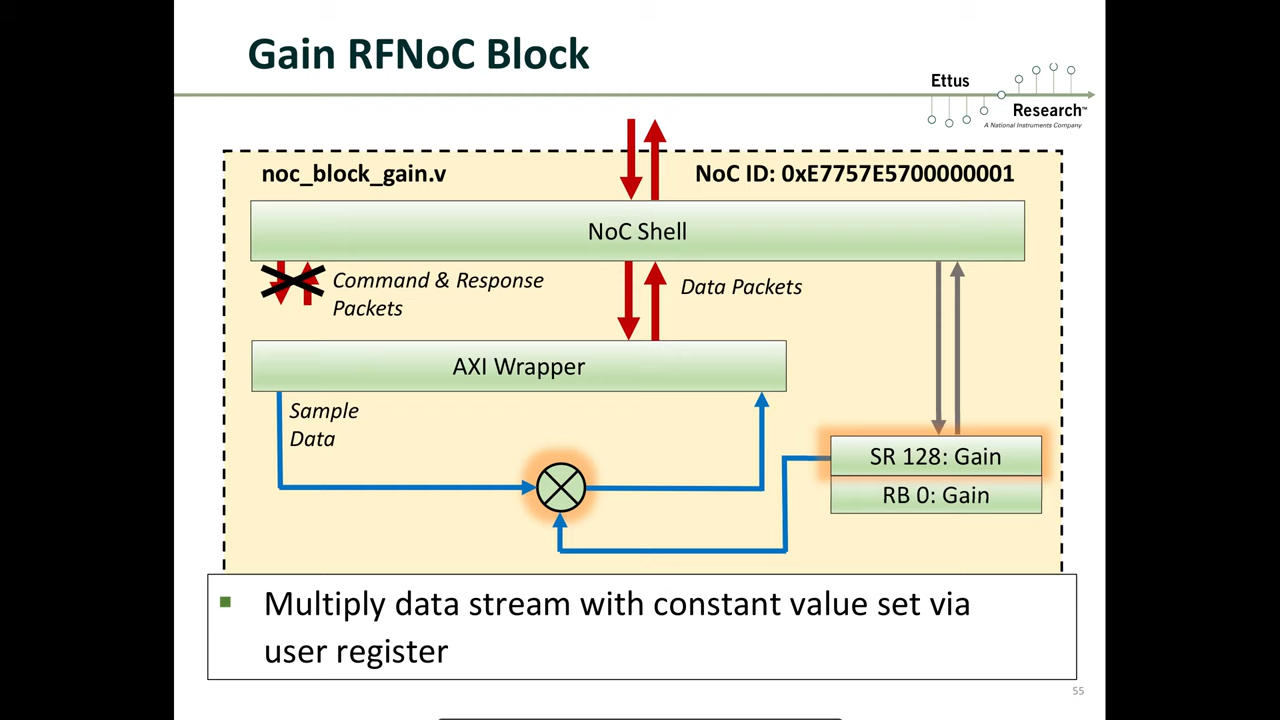 Gain RFNoC Block
Ettus
Research™
A National Instruments Company
noc_block_gain.v
NoC ID: 0xE7757E5700000001
NoC Shell
Command & Response
Packets
Data Packets
AXI Wrapper
Sample
Data
SR 128: Gain
RB 0: Gain
Multiply data stream with constant value set via
user register
55